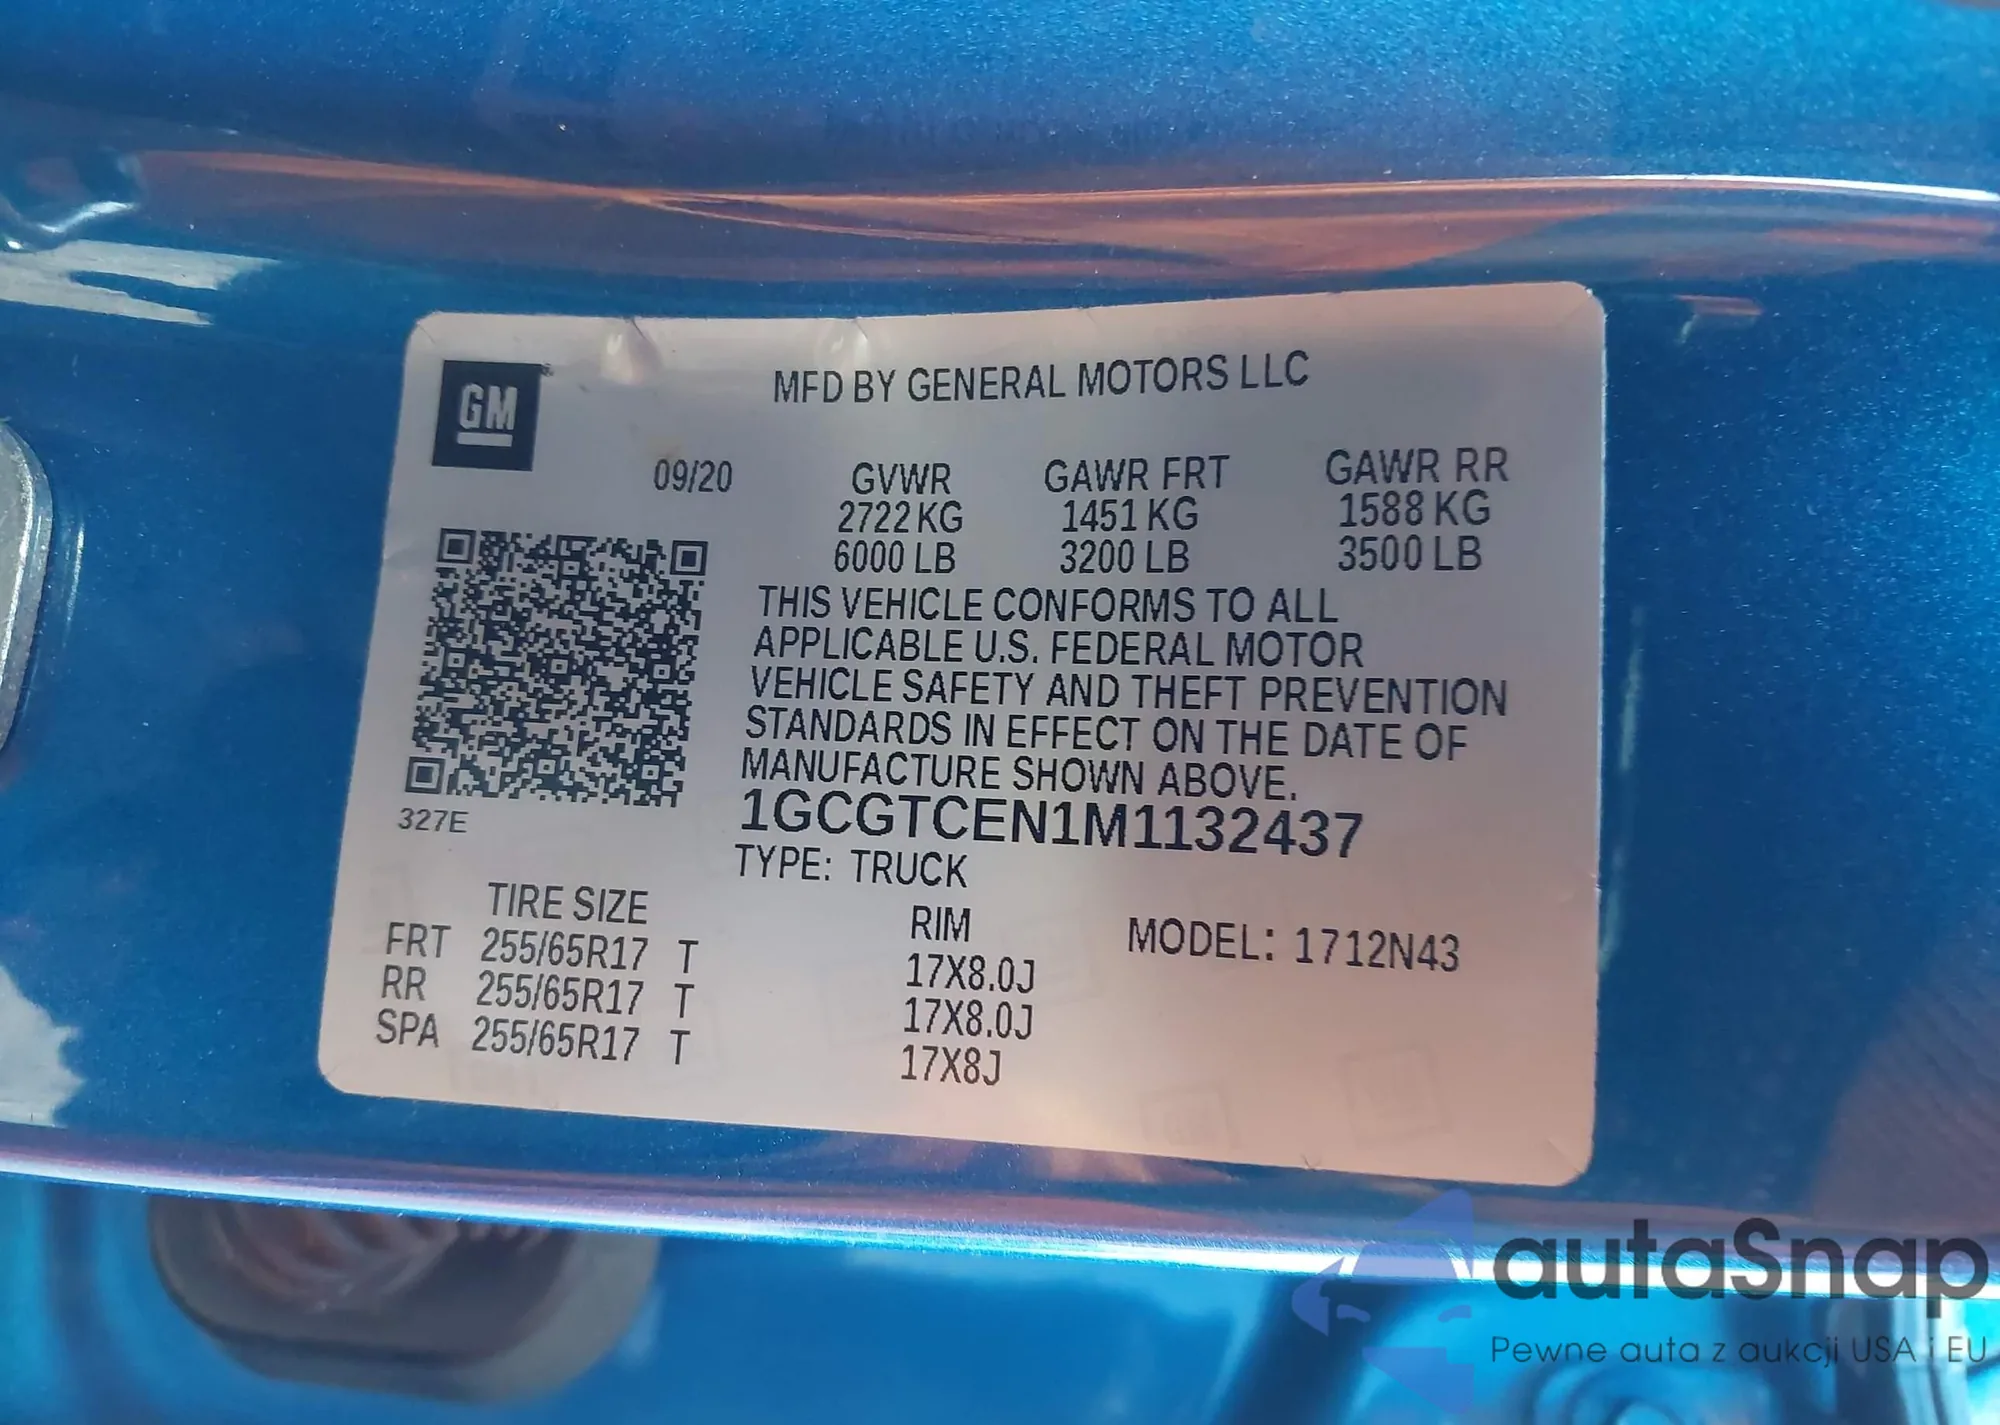 GM
MFD BY GENERAL MOTORS LLC
09/20 GVWR GAWR FRT GAWR RR
2722 KG 1451 KG 1588 KG
6000 LB 3200 LB 3500 LB
THIS VEHICLE CONFORMS TO ALL
APPLICABLE U.S. FEDERAL MOTOR
VEHICLE SAFETY AND THEFT PREVENTION
STANDARDS IN EFFECT ON THE DATE OF
MANUFACTURE SHOWN ABOVE.
327E
1GCGTCEN1M1132437
TYPE: TRUCK
TIRE SIZE RIM MODEL: 1712N43
FRT 255/65R17 T 17X8.0J
RR 255/65R17 T 17X8.0J
SPA 255/65R17 T 17X8J
autaSnap
Pewne auta z aukcji USA i EU